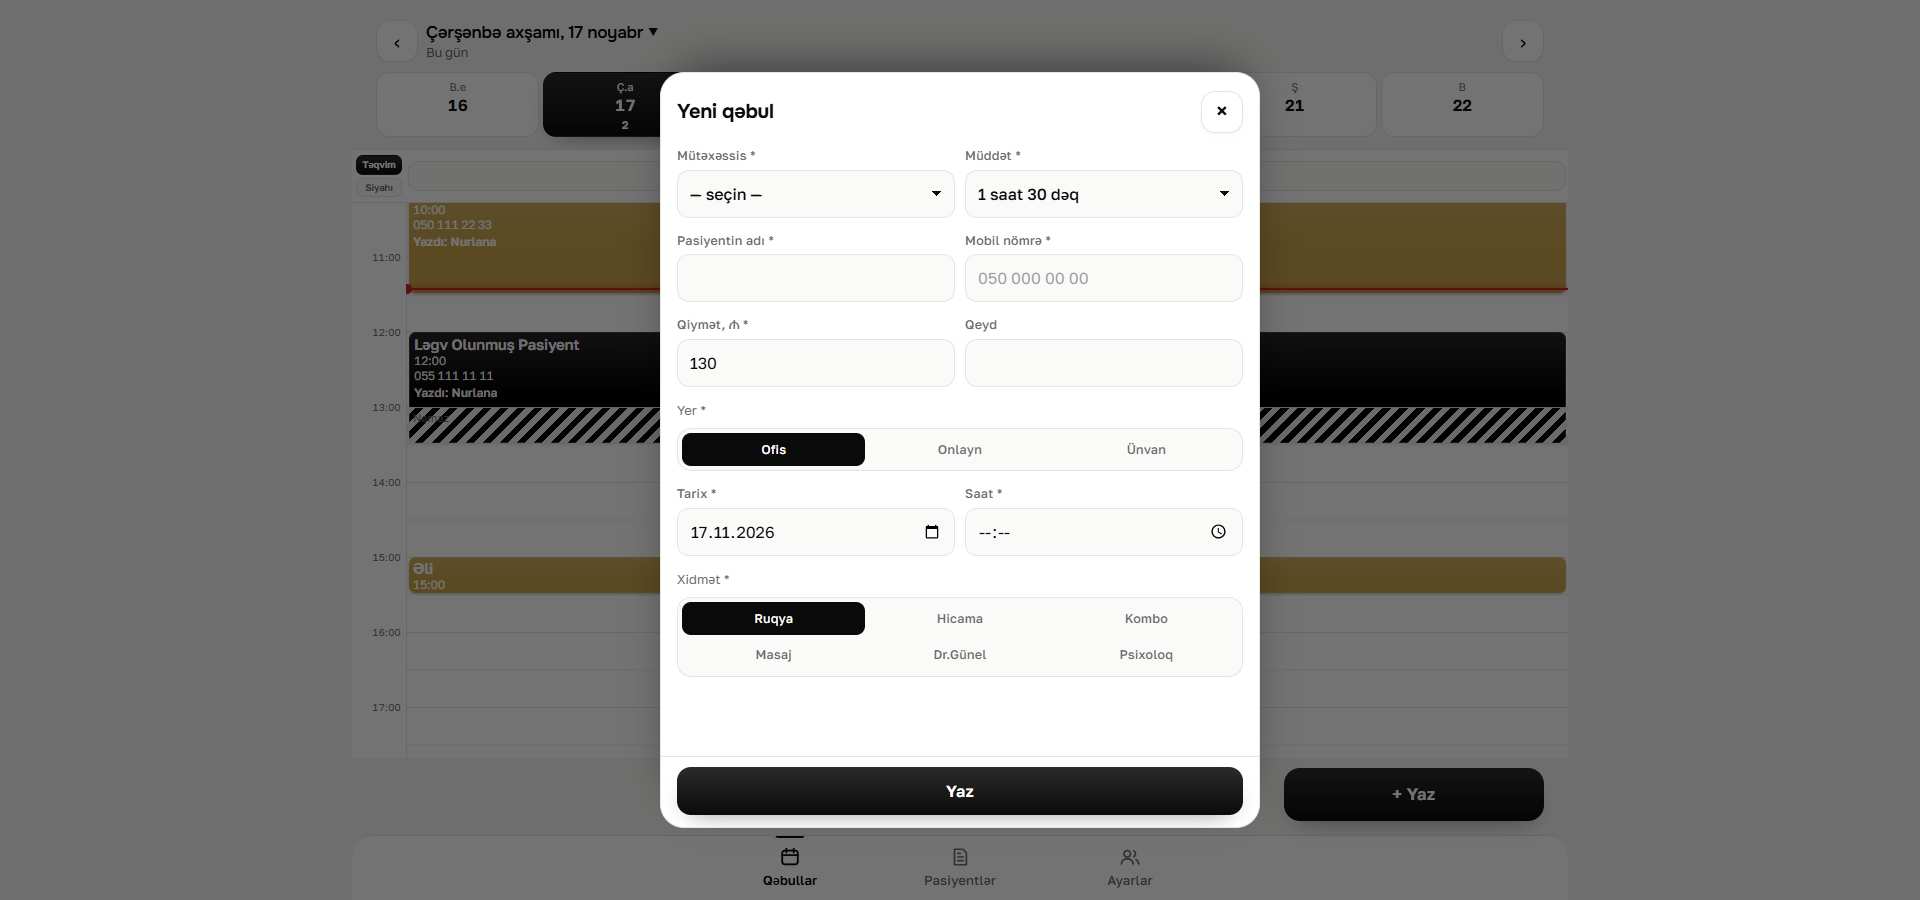 ‹
Çərşənbə axşamı, 17 noyabr ▼
Bu gün
›
B.e
16
Ç.a
17
2
Ş
21
B
22
Təqvim
Siyahı
10:00
050 111 22 33
Yazdı: Nurlana
11:00
12:00
Ləgv Olunmuş Pasiyent
12:00
055 111 11 11
Yazdı: Nurlana
13:00
14:00
15:00
Əli
15:00
16:00
17:00
Yeni qəbul
×
Mütəxəssis *
Müddət *
— seçin —
1 saat 30 dəq
Pasiyentin adı *
Mobil nömrə *
050 000 00 00
Qiymət, ₼ *
Qeyd
130
Yer *
Ofis
Onlayn
Ünvan
Tarix *
Saat *
17.11.2026
--:--
Xidmət *
Ruqya
Hicama
Kombo
Masaj
Dr.Günel
Psixoloq
Yaz
+ Yaz
Qəbullar
Pasiyentlər
Ayarlar